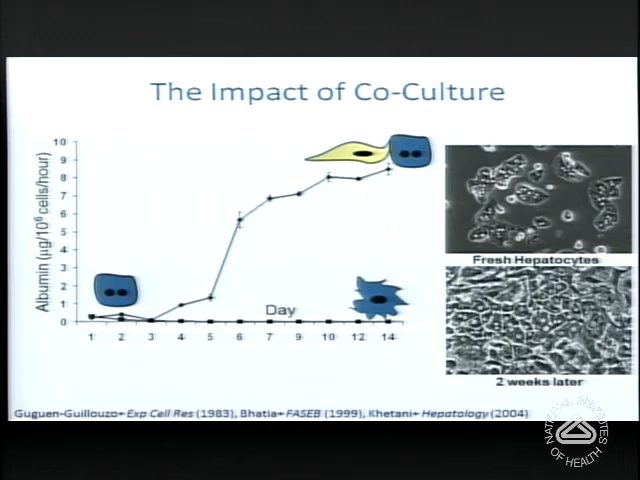 The Impact of Co-Culture
Albumin (μg/10⁶ cells/hour)
10
9
8
7
6
5
4
3
2
1
0
Day
1 2 3 4 5 6 7 9 10 12 14
Fresh Hepatocytes
2 weeks later
Guguen-Guillouzo+ Exp Cell Res (1983), Bhatia+ FASEB (1999), Khetani+ Hepatology (2004)
NATIONAL INSTITUTES
OF HEALTH